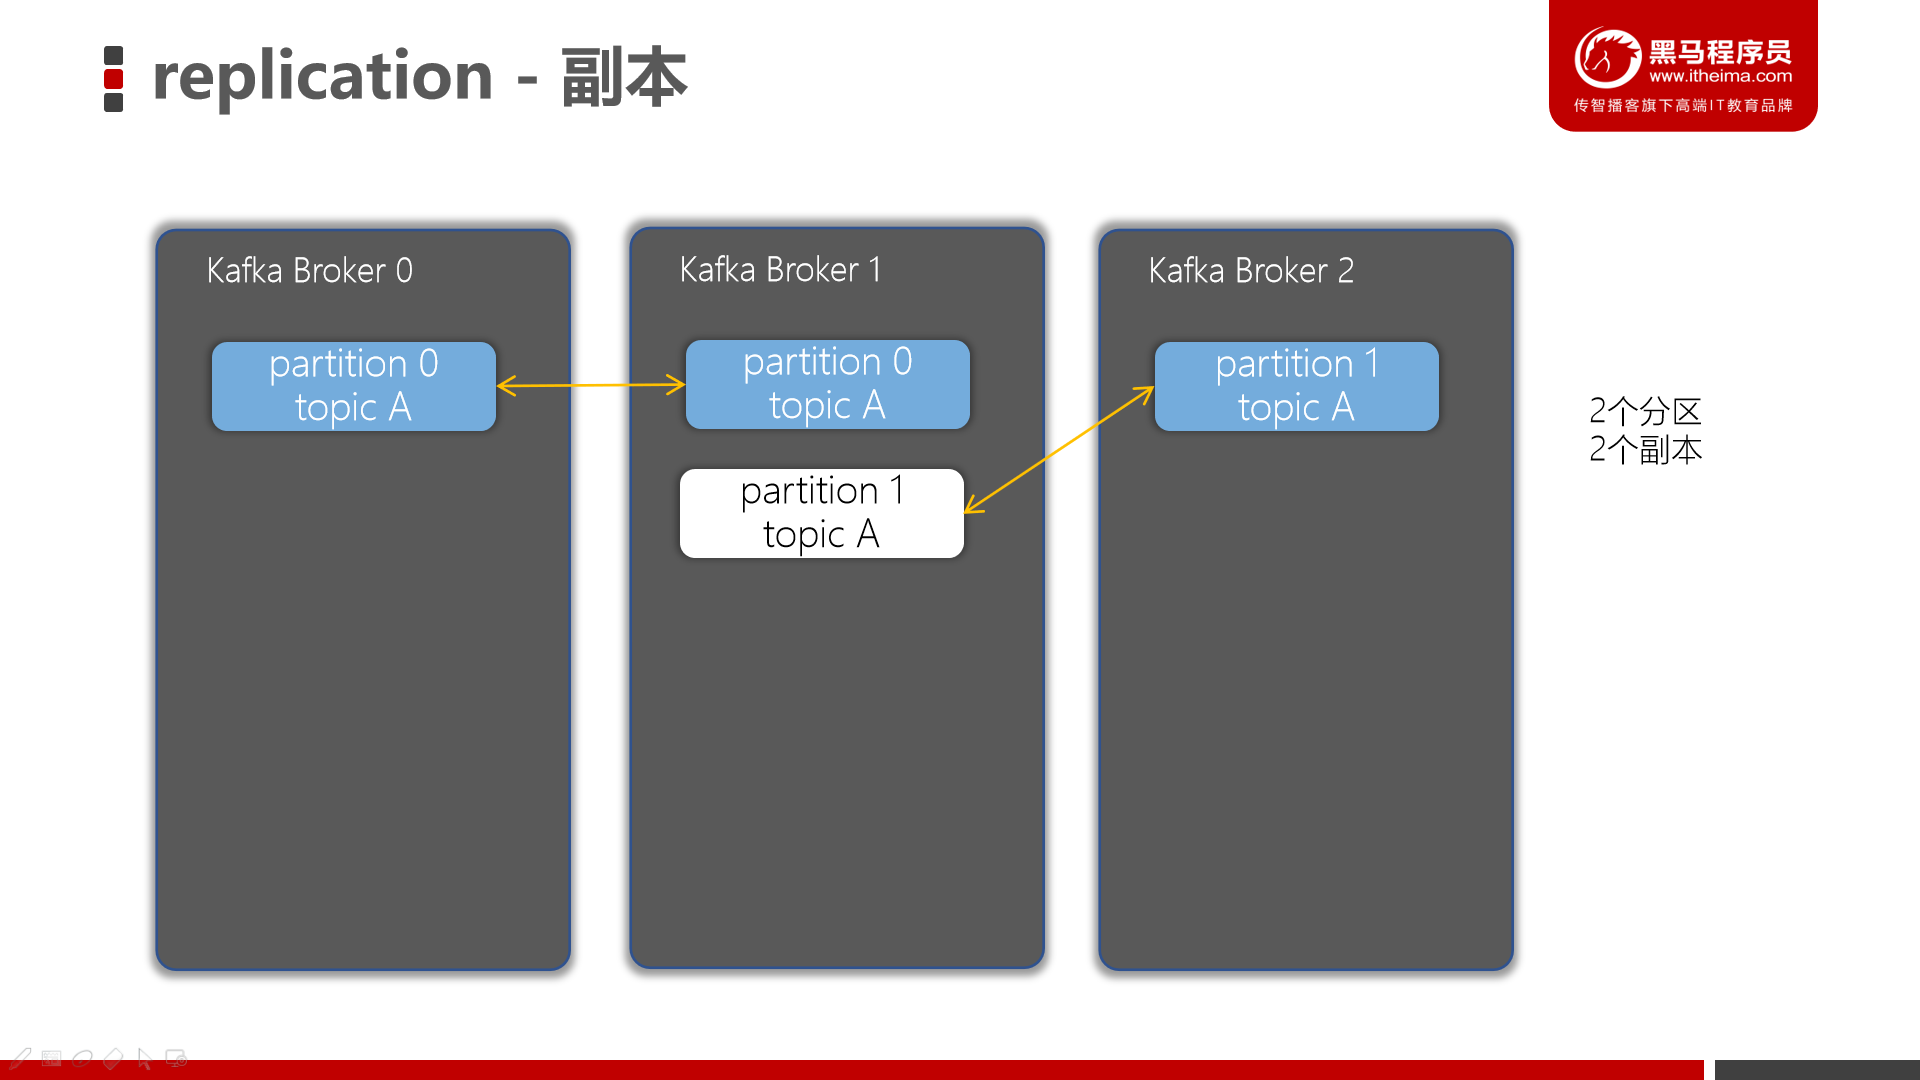 replication - 副本
黑马程序员
www.itheima.com
传智播客旗下高端IT教育品牌
Kafka Broker 0
partition 0
topic A
Kafka Broker 1
partition 0
topic A
partition 1
topic A
Kafka Broker 2
partition 1
topic A
2个分区
2个副本